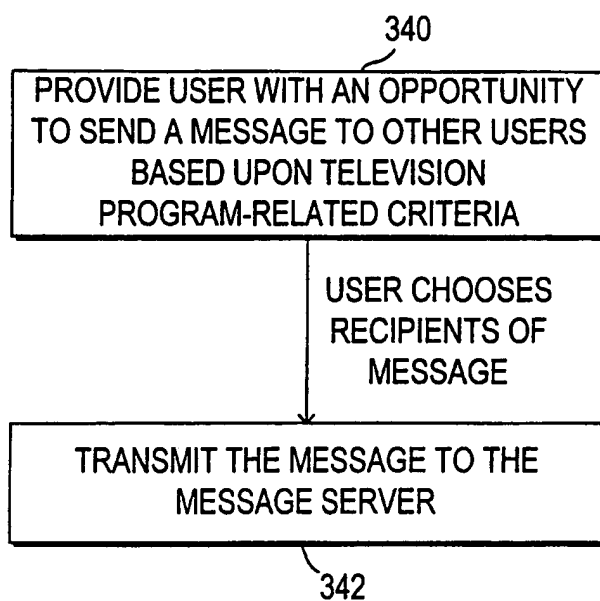 340
PROVIDE USER WITH AN OPPORTUNITY
TO SEND A MESSAGE TO OTHER USERS
BASED UPON TELEVISION
PROGRAM-RELATED CRITERIA
USER CHOOSES
RECIPIENTS OF
MESSAGE
TRANSMIT THE MESSAGE TO THE
MESSAGE SERVER
342